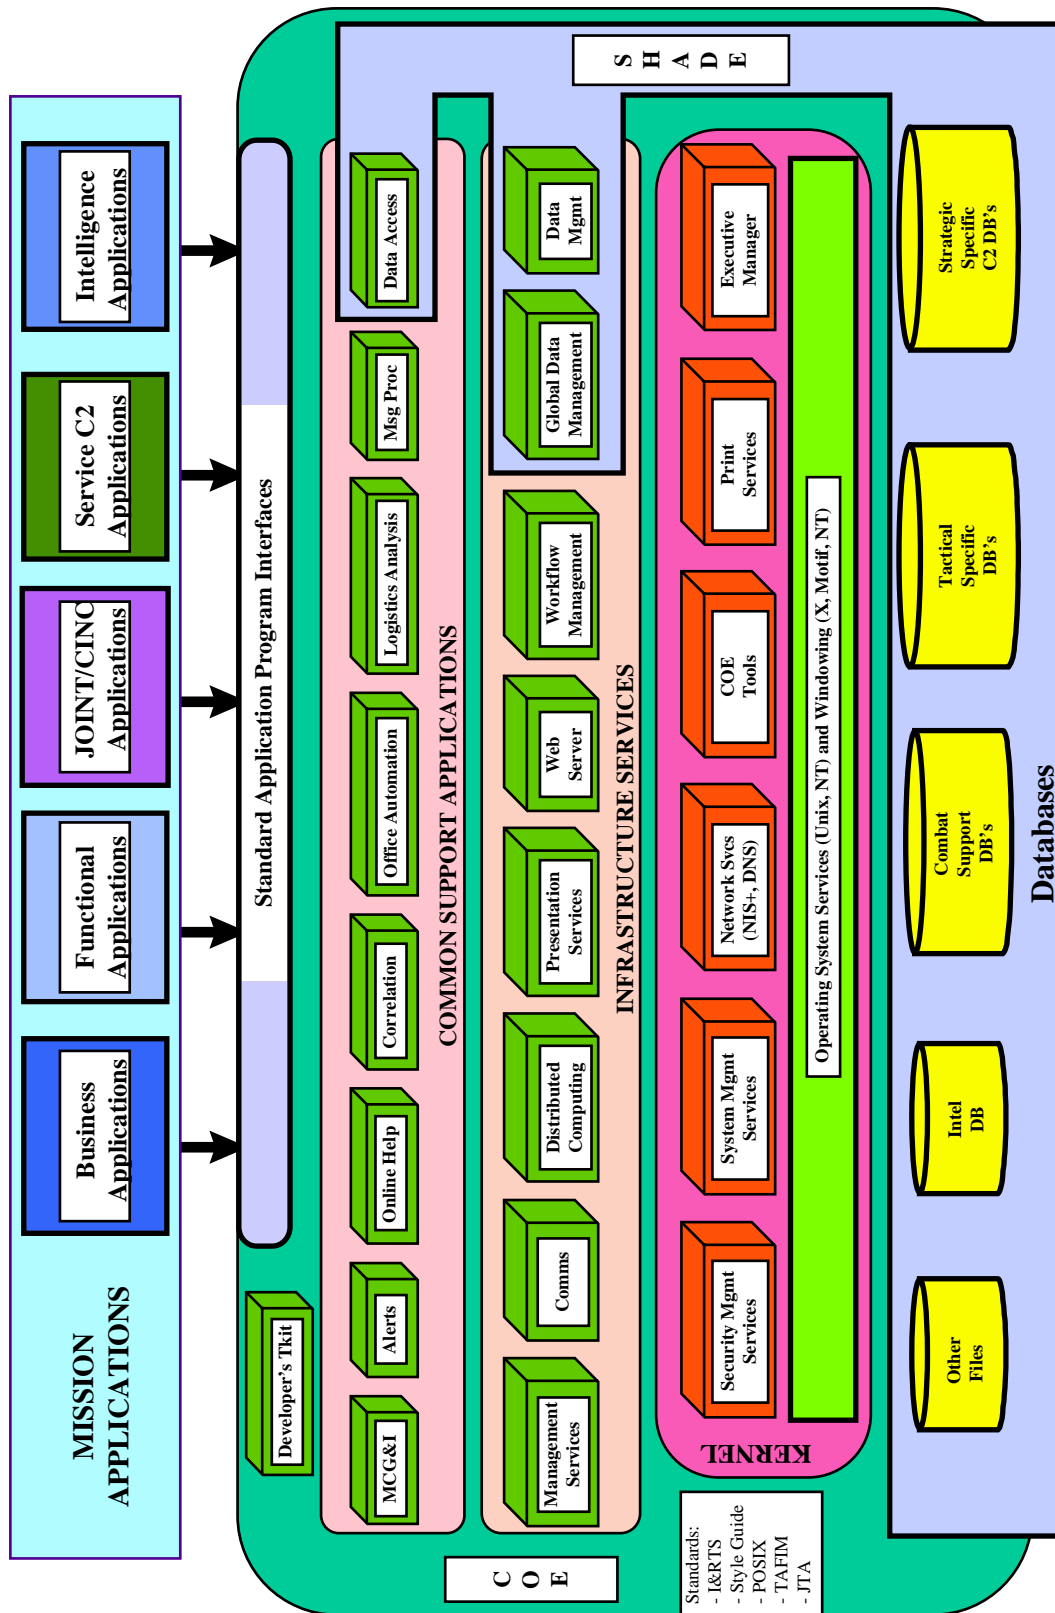 MISSION
APPLICATIONS
Business
Applications
Functional
Applications
JOINT/CINC
Applications
Service C2
Applications
Intelligence
Applications
Developer's Tkit
Standard Application Program Interfaces
MCG&I
Alerts
Online Help
Correlation
Office Automation
Logistics Analysis
Msg Proc
Data Access
COMMON SUPPORT APPLICATIONS
C
O
E
Management
Services
Comms
Distributed
Computing
Presentation
Services
Web
Server
Workflow
Management
Global Data
Management
Data
Mgmt
INFRASTRUCTURE SERVICES
S
H
A
D
E
KERNEL
Security Mgmt
Services
System Mgmt
Services
Network Svcs
(NIS+, DNS)
COE
Tools
Print
Services
Executive
Manager
Operating System Services (Unix, NT) and Windowing (X, Motif, NT)
Standards:
- I&RTS
- Style Guide
- POSIX
- TAFIM
- JTA
Other
Files
Intel
DB
Combat
Support
DB's
Tactical
Specific
DB's
Strategic
Specific
C2 DB's
Databases